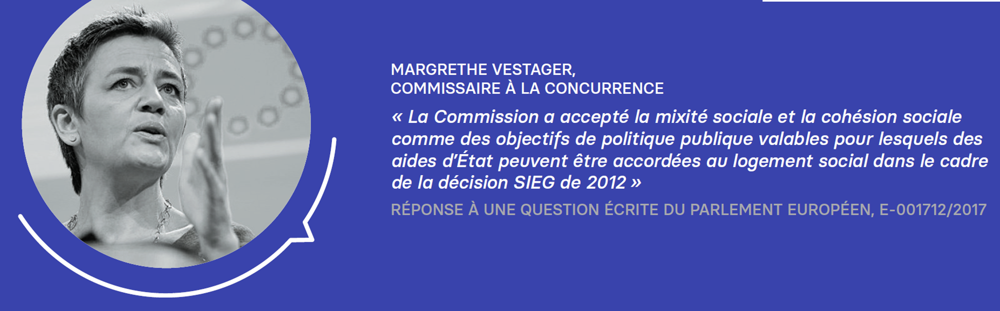 MARGRETHE VESTAGER,
COMMISSAIRE À LA CONCURRENCE
« La Commission a accepté la mixité sociale et la cohésion sociale
comme des objectifs de politique publique valables pour lesquels des
aides d’État peuvent être accordées au logement social dans le cadre
de la décision SIEG de 2012 »
RÉPONSE À UNE QUESTION ÉCRITE DU PARLEMENT EUROPÉEN, E-001712/2017